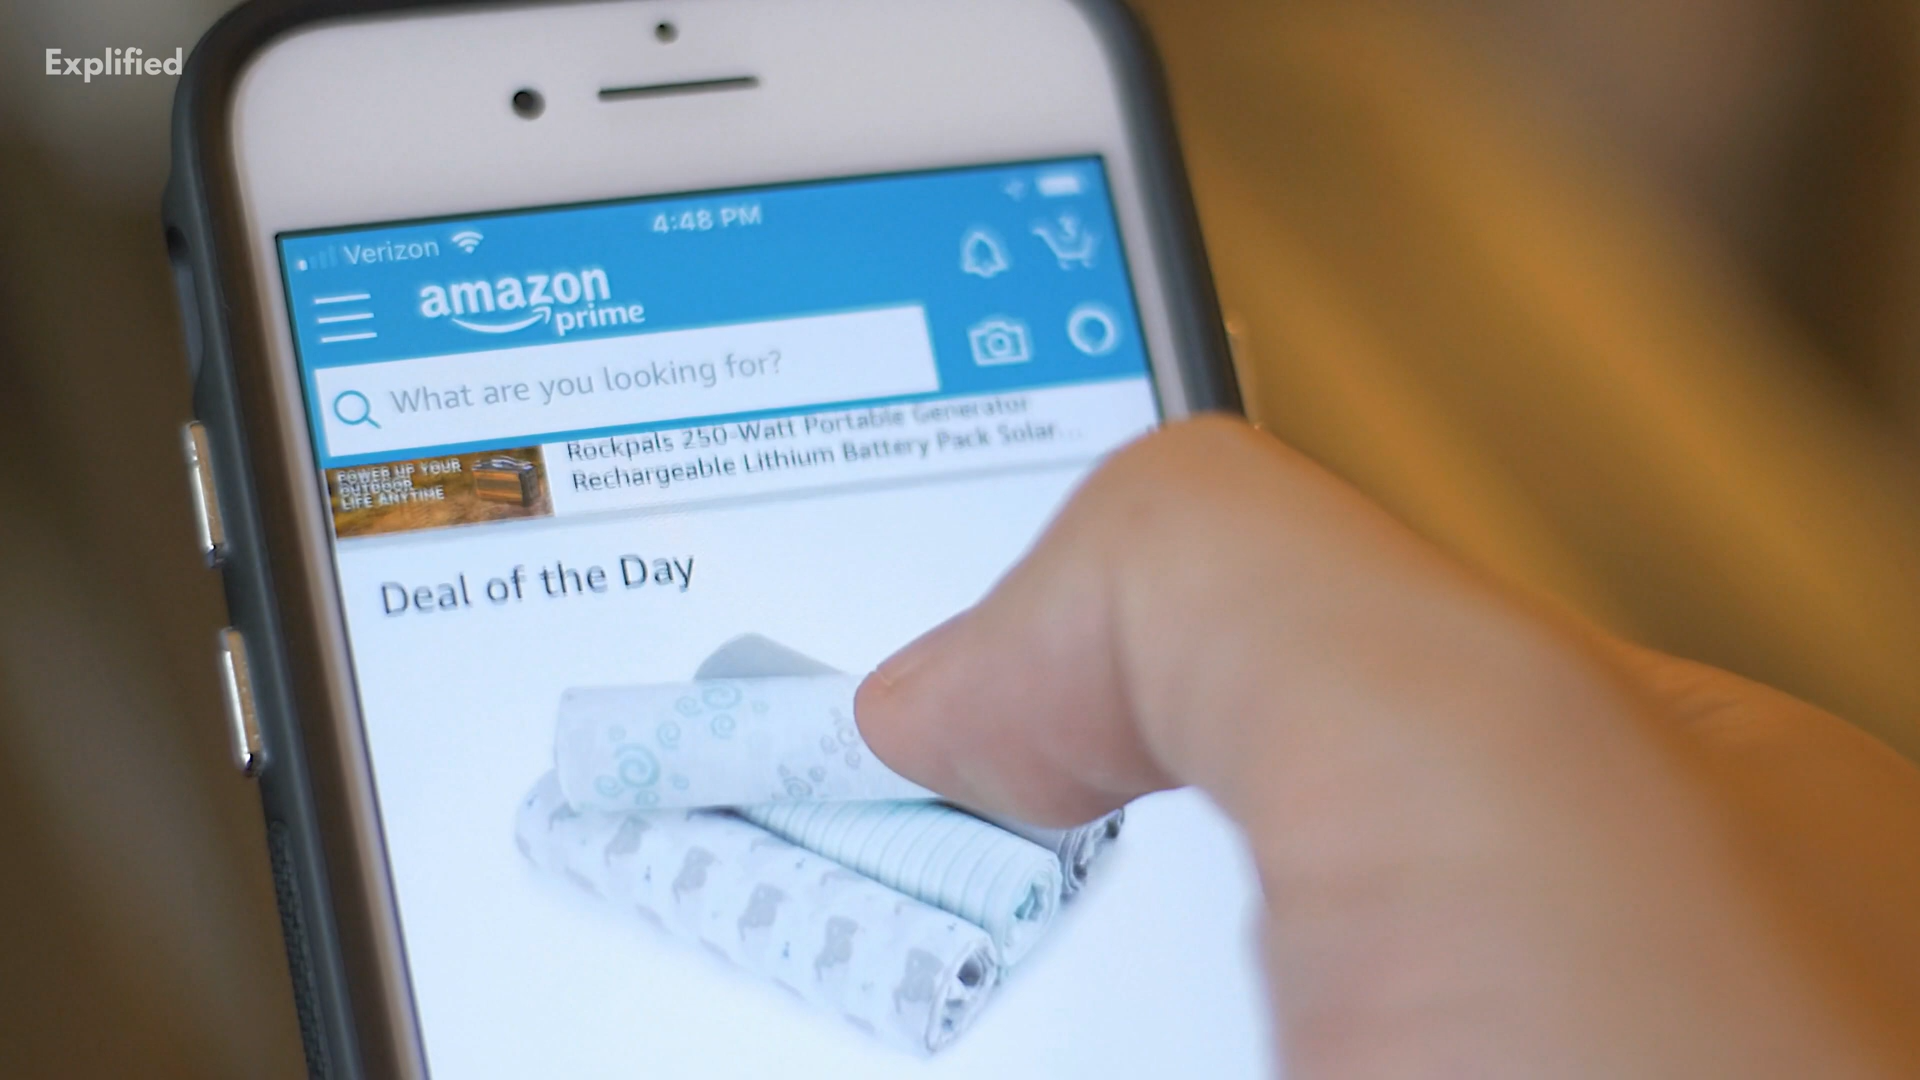 Explified
Verizon
4:48 PM
amazon
prime
What are you looking for?
Rockpals 250-Watt Portable Generator
Rechargeable Lithium Battery Pack Solar...
POWER UP YOUR
OUTDOOR
LIFE ANYTIME
Deal of the Day